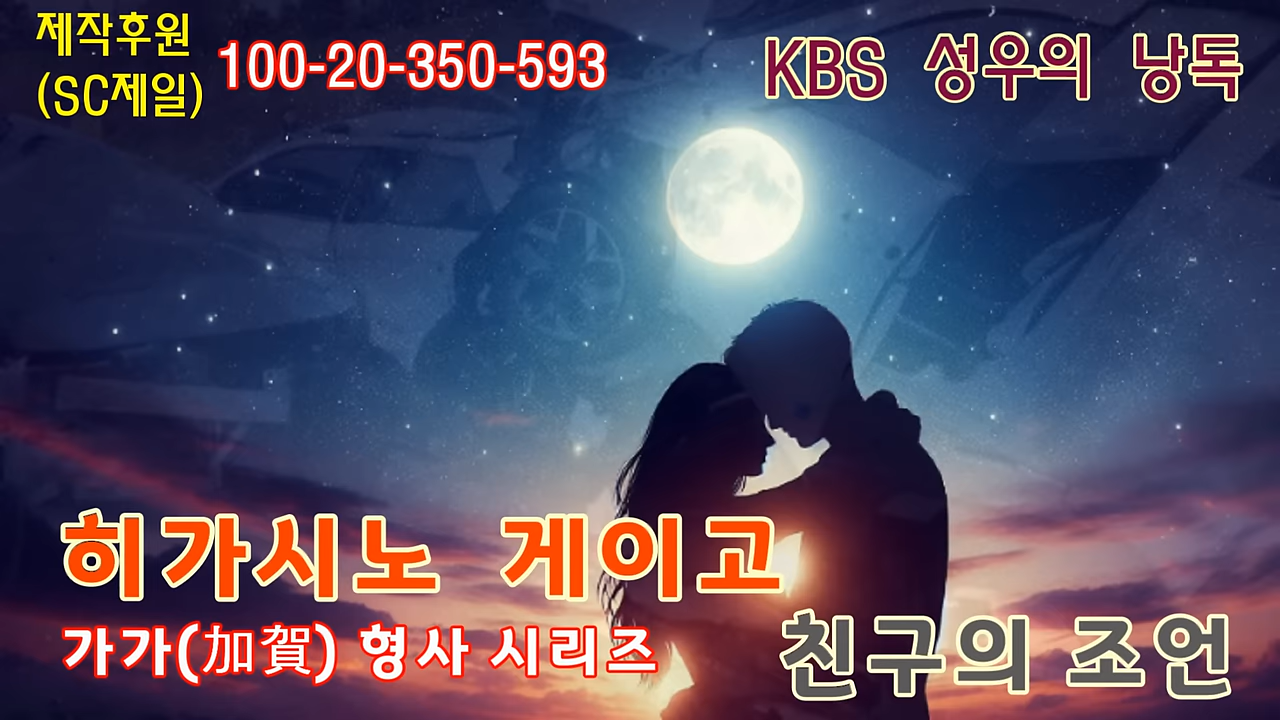 제작후원
(SC제일)
100-20-350-593
KBS 성우의 낭독
히가시노 게이고
가가(加賀) 형사 시리즈
친구의 조언